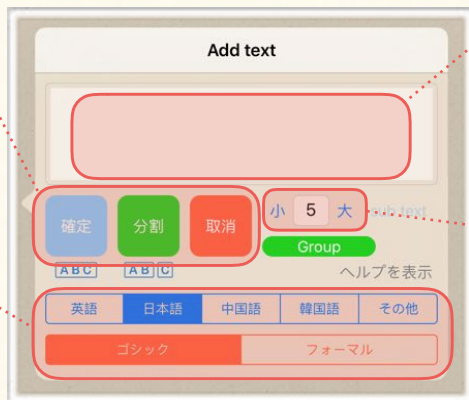 Add text
確定 分割 取消 小 5 大 sub text
Group
ABC AB C ヘルプを表示
英語 日本語 中国語 韓国語 その他
ゴシック フォーマル